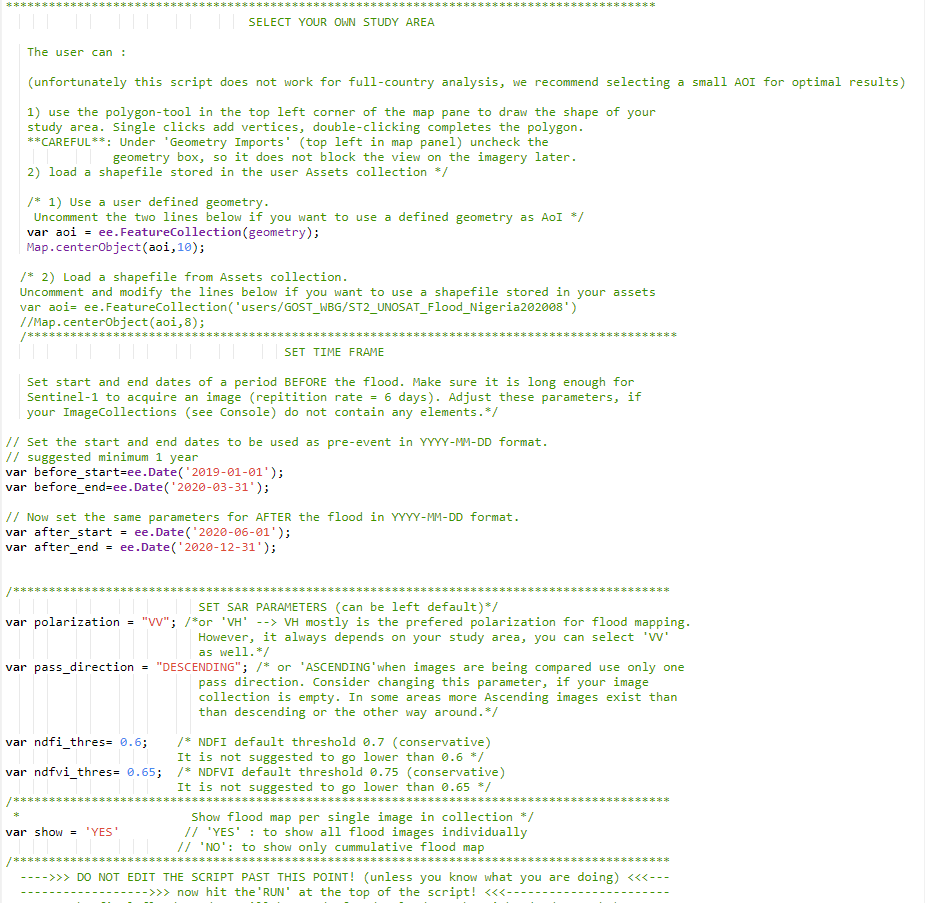 *******************************************************************************************
SELECT YOUR OWN STUDY AREA
The user can :
(unfortunately this script does not work for full-country analysis, we recommend selecting a small AOI for optimal results)
1) use the polygon-tool in the top left corner of the map pane to draw the shape of your
study area. Single clicks add vertices, double-clicking completes the polygon.
**CAREFUL**: Under 'Geometry Imports' (top left in map panel) uncheck the
geometry box, so it does not block the view on the imagery later.
2) load a shapefile stored in the user Assets collection */
/* 1) Use a user defined geometry.
Uncomment the two lines below if you want to use a defined geometry as AoI */
var aoi = ee.FeatureCollection(geometry);
Map.centerObject(aoi,10);
/* 2) Load a shapefile from Assets collection.
Uncomment and modify the lines below if you want to use a shapefile stored in your assets
var aoi= ee.FeatureCollection('users/GOST_WBG/ST2_UNOSAT_Flood_Nigeria202008')
//Map.centerObject(aoi,8);
/*******************************************************************************************
SET TIME FRAME
Set start and end dates of a period BEFORE the flood. Make sure it is long enough for
Sentinel-1 to acquire an image (repitition rate = 6 days). Adjust these parameters, if
your ImageCollections (see Console) do not contain any elements.*/
// Set the start and end dates to be used as pre-event in YYYY-MM-DD format.
// suggested minimum 1 year
var before_start=ee.Date('2019-01-01');
var before_end=ee.Date('2020-03-31');
// Now set the same parameters for AFTER the flood in YYYY-MM-DD format.
var after_start = ee.Date('2020-06-01');
var after_end = ee.Date('2020-12-31');
/********************************************************************************************
SET SAR PARAMETERS (can be left default)*/
var polarization = "VV"; /*or 'VH' --> VH mostly is the prefered polarization for flood mapping.
However, it always depends on your study area, you can select 'VV'
as well.*/
var pass_direction = "DESCENDING"; /* or 'ASCENDING'when images are being compared use only one
pass direction. Consider changing this parameter, if your image
collection is empty. In some areas more Ascending images exist than
than descending or the other way around.*/
var ndfi_thres= 0.6; /* NDFI default threshold 0.7 (conservative)
It is not suggested to go lower than 0.6 */
var ndfvi_thres= 0.65; /* NDFVI default threshold 0.75 (conservative)
It is not suggested to go lower than 0.65 */
/********************************************************************************************
* Show flood map per single image in collection */
var show = 'YES' // 'YES' : to show all flood images individually
// 'NO': to show only cummulative flood map
/********************************************************************************************
---->>> DO NOT EDIT THE SCRIPT PAST THIS POINT! (unless you know what you are doing) <<<---
------------------>>> now hit the'RUN' at the top of the script! <<<-----------------------